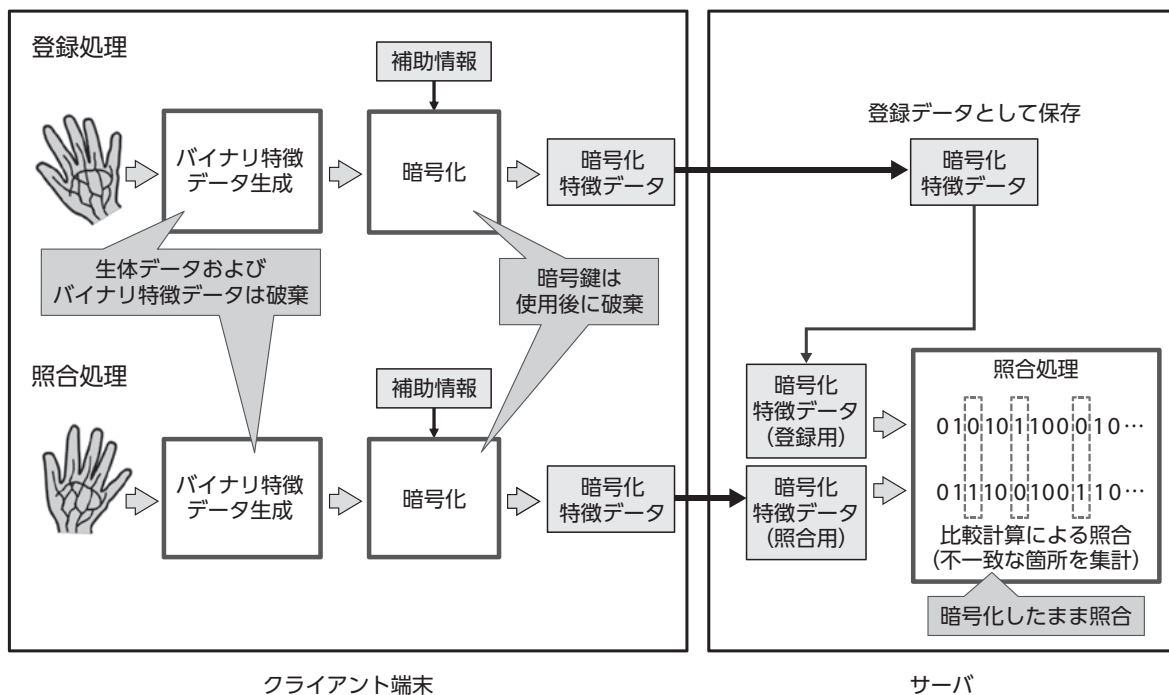 登録処理
補助情報
バイナリ特徴
データ生成
暗号化
暗号化
特徴データ
登録データとして保存
暗号化
特徴データ
生体データおよび
バイナリ特徴データは破棄
暗号鍵は
使用後に破棄
照合処理
補助情報
バイナリ特徴
データ生成
暗号化
暗号化
特徴データ
暗号化
特徴データ
（登録用）
暗号化
特徴データ
（照合用）
照合処理
010101100010…
011100100110…
比較計算による照合
（不一致な箇所を集計）
暗号化したまま照合
クライアント端末
サーバ